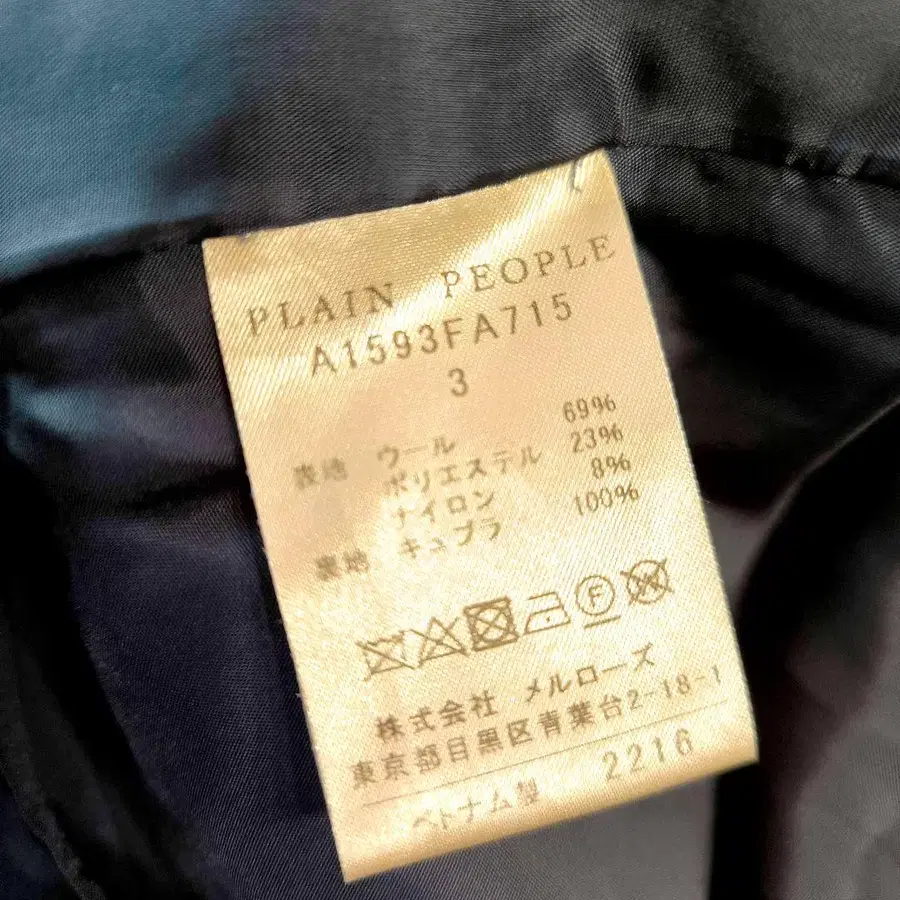 PLAIN PEOPLE
A1593FA715
3
表地 ウール 69%
ポリエステル 23%
ナイロン 8%
裏地 キュプラ 100%
F W
株式会社 メルローズ
東京都目黒区青葉台2-18-1
ベトナム製 2216